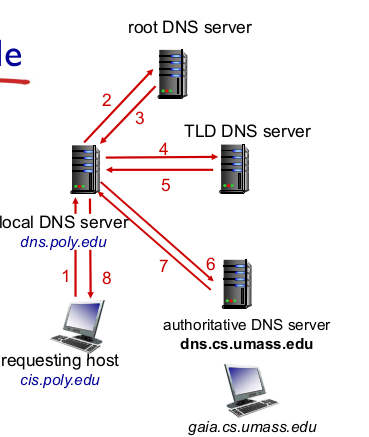 root DNS server
2
3
TLD DNS server
4
5
local DNS server
dns.poly.edu
6
7
1
8
authoritative DNS server
dns.cs.umass.edu
requesting host
cis.poly.edu
gaia.cs.umass.edu